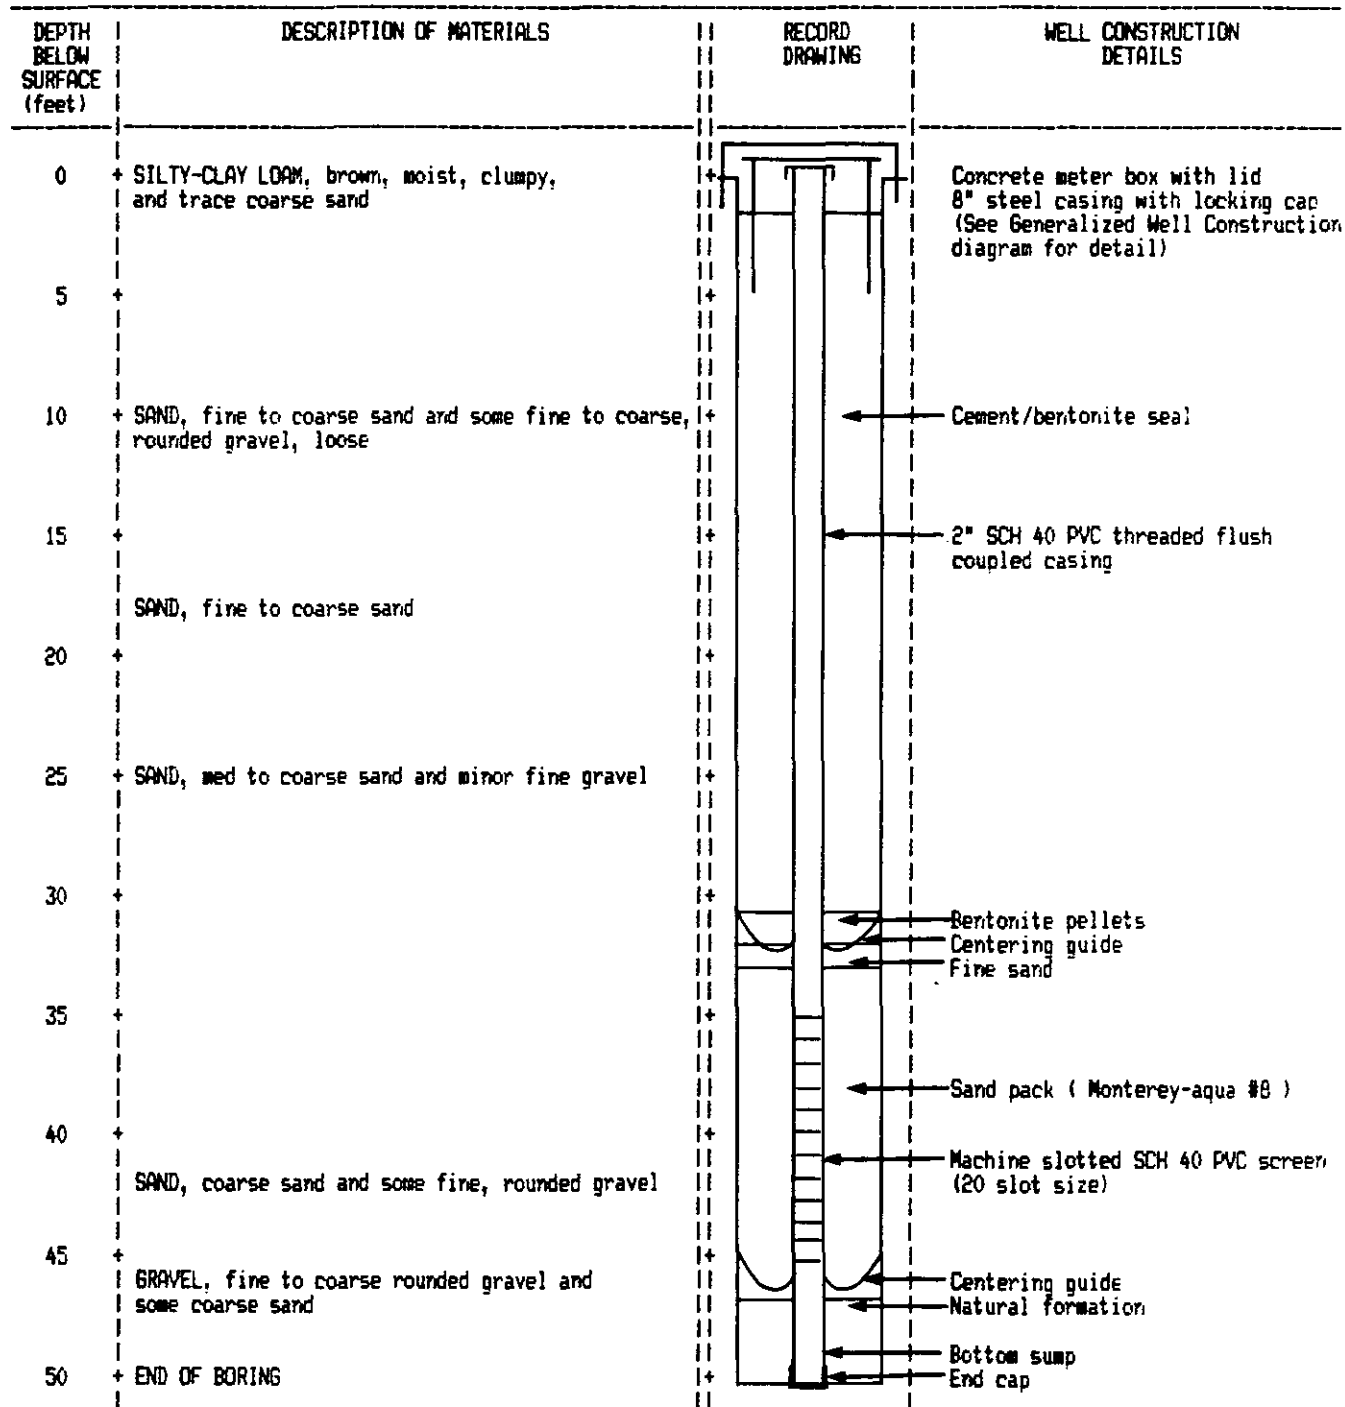 DEPTH BELOW SURFACE (feet)
DESCRIPTION OF MATERIALS
RECORD DRAWING
WELL CONSTRUCTION DETAILS
0
SILTY-CLAY LOAM, brown, moist, clumpy,
and trace coarse sand
Concrete meter box with lid
8" steel casing with locking cap
(See Generalized Well Construction
diagram for detail)
5
10
SAND, fine to coarse sand and some fine to coarse,
rounded gravel, loose
Cement/bentonite seal
15
2" SCH 40 PVC threaded flush
coupled casing
SAND, fine to coarse sand
20
25
SAND, med to coarse sand and minor fine gravel
30
Bentonite pellets
Centering guide
Fine sand
35
Sand pack ( Monterey-aqua #8 )
40
Machine slotted SCH 40 PVC screen
(20 slot size)
SAND, coarse sand and some fine, rounded gravel
45
GRAVEL, fine to coarse rounded gravel and
some coarse sand
Centering guide
Natural formation
Bottom sump
50
END OF BORING
End cap